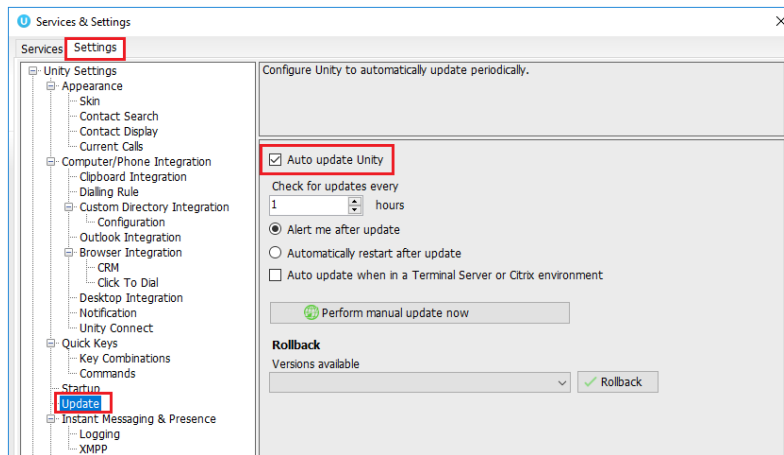 Services & Settings
Services
Settings
Unity Settings
Appearance
Skin
Contact Search
Contact Display
Current Calls
Computer/Phone Integration
Clipboard Integration
Dialling Rule
Custom Directory Integration
Configuration
Outlook Integration
Browser Integration
CRM
Click To Dial
Desktop Integration
Notification
Unity Connect
Quick Keys
Key Combinations
Commands
Startup
Update
Instant Messaging & Presence
Logging
XMPP
Configure Unity to automatically update periodically.
Auto update Unity
Check for updates every
1 hours
Alert me after update
Automatically restart after update
Auto update when in a Terminal Server or Citrix environment
Perform manual update now
Rollback
Versions available
Rollback